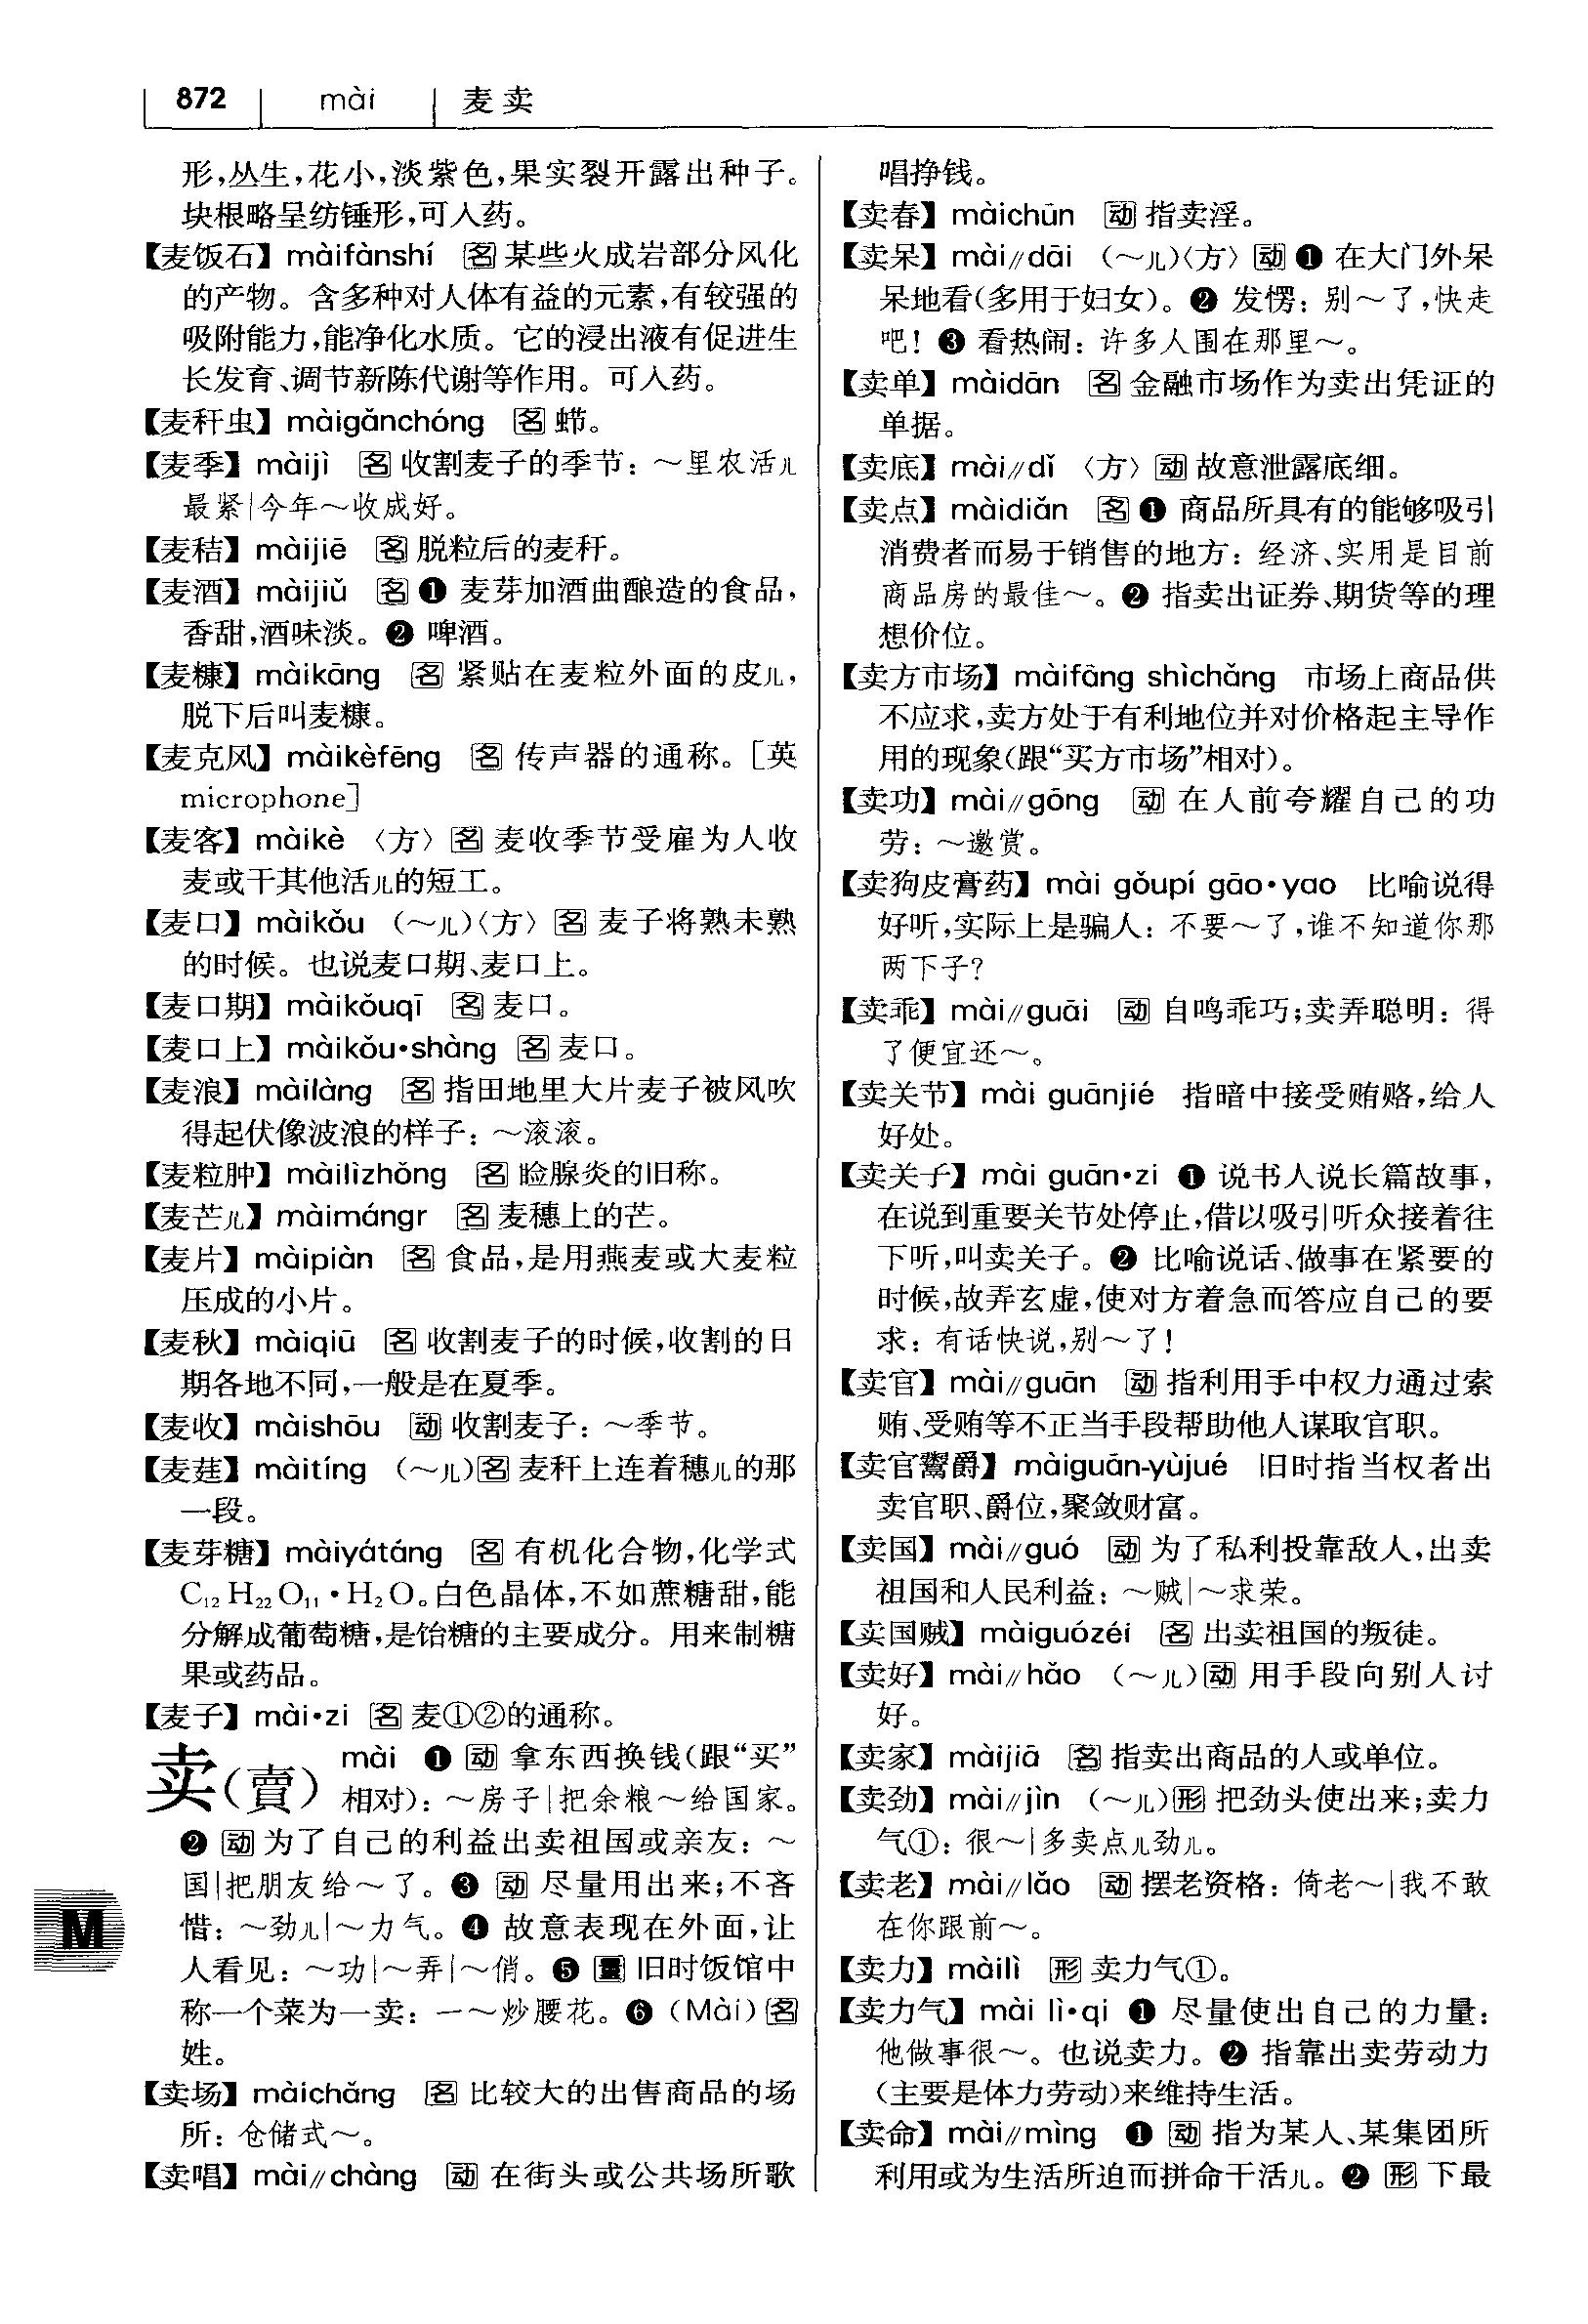 872 mài 麦卖
形,丛生,花小,淡紫色,果实裂开露出种子。
块根略呈纺锤形,可入药。
【麦饭石】 màifànshí 名 某些火成岩部分风化
的产物。含多种对人体有益的元素,有较强的
吸附能力,能净化水质。它的浸出液有促进生
长发育、调节新陈代谢等作用。可入药。
【麦秆虫】 màigǎnchóng 名 蛴。
【麦季】 màijì 名 收割麦子的季节:~里农活儿
最紧|今年~收成好。
【麦秸】 màijiē 名 脱粒后的麦秆。
【麦酒】 màijiǔ 名 ❶ 麦芽加酒曲酿造的食品,
香甜,酒味淡。❷ 啤酒。
【麦糠】 màikāng 名 紧贴在麦粒外面的皮儿,
脱下后叫麦糠。
【麦克风】 màikèfēng 名 传声器的通称。[英
microphone]
【麦客】 màikè 〈方〉 名 麦收季节受雇为人收
麦或干其他活儿的短工。
【麦口】 màikǒu (~儿)〈方〉 名 麦子将熟未熟
的时候。也说麦口期、麦口上。
【麦口期】 màikǒuqī 名 麦口。
【麦口上】 màikǒu·shàng 名 麦口。
【麦浪】 màilàng 名 指田地里大片麦子被风吹
得起伏像波浪的样子:~滚滚。
【麦粒肿】 màilìzhǒng 名 睑腺炎的旧称。
【麦芒儿】 màimángr 名 麦穗上的芒。
【麦片】 màipiàn 名 食品,是用燕麦或大麦粒
压成的小片。
【麦秋】 màiqiū 名 收割麦子的时候,收割的日
期各地不同,一般是在夏季。
【麦收】 màishōu 动 收割麦子:~季节。
【麦莛】 màitíng (~儿)名 麦秆上连着穗儿的那
一段。
【麦芽糖】 màiyátáng 名 有机化合物,化学式
C₁₂H₂₂O₁₁·H₂O。白色晶体,不如蔗糖甜,能
分解成葡萄糖,是饴糖的主要成分。用来制糖
果或药品。
【麦子】 mài·zi 名 麦①②的通称。
卖(賣) mài ❶ 动 拿东西换钱(跟“买”
相对):~房子|把余粮~给国家。
❷ 动 为了自己的利益出卖祖国或亲友:~
国|把朋友给~了。❸ 动 尽量用出来;不吝
惜:~劲儿|~力气。❹ 故意表现在外面,让
人看见:~功|~弄|~俏。❺ 量 旧时饭馆中
称一个菜为一卖:一~炒腰花。❻ (Mài) 名
姓。
【卖场】 màichǎng 名 比较大的出售商品的场
所:仓储式~。
【卖唱】 mài//chàng 动 在街头或公共场所歌
M
唱挣钱。
【卖春】 màichūn 动 指卖淫。
【卖呆】 mài//dāi (~儿)〈方〉 动 ❶ 在大门外呆
呆地看(多用于妇女)。❷ 发愣:别~了,快走
吧!❸ 看热闹:许多人围在那里~。
【卖单】 màidān 名 金融市场作为卖出凭证的
单据。
【卖底】 mài//dǐ 〈方〉 动 故意泄露底细。
【卖点】 màidiǎn 名 ❶ 商品所具有的能够吸引
消费者而易于销售的地方:经济、实用是目前
商品房的最佳~。❷ 指卖出证券、期货等的理
想价位。
【卖方市场】 màifāng shìchǎng 市场上商品供
不应求,卖方处于有利地位并对价格起主导作
用的现象(跟“买方市场”相对)。
【卖功】 mài//gōng 动 在人前夸耀自己的功
劳:~邀赏。
【卖狗皮膏药】 mài gǒupí gāo·yao 比喻说得
好听,实际上是骗人:不要~了,谁不知道你那
两下子?
【卖乖】 mài//guāi 动 自鸣乖巧;卖弄聪明:得
了便宜还~。
【卖关节】 mài guānjié 指暗中接受贿赂,给人
好处。
【卖关子】 mài guān·zi ❶ 说书人说长篇故事,
在说到重要关节处停止,借以吸引听众接着往
下听,叫卖关子。❷ 比喻说话、做事在紧要的
时候,故弄玄虚,使对方着急而答应自己的要
求:有话快说,别~了!
【卖官】 mài//guān 动 指利用手中权力通过索
贿、受贿等不正当手段帮助他人谋取官职。
【卖官鬻爵】 màiguān-yùjué 旧时指当权者出
卖官职、爵位,聚敛财富。
【卖国】 mài//guó 动 为了私利投靠敌人,出卖
祖国和人民利益:~贼|~求荣。
【卖国贼】 màiguózéi 名 出卖祖国的叛徒。
【卖好】 mài//hǎo (~儿)动 用手段向别人讨
好。
【卖家】 màijiā 名 指卖出商品的人或单位。
【卖劲】 mài//jìn (~儿)形 把劲头使出来;卖力
气①:很~|多卖点儿劲儿。
【卖老】 mài//lǎo 动 摆老资格:倚老~|我不敢
在你跟前~。
【卖力】 màilì 形 卖力气①。
【卖力气】 mài lì·qi ❶ 尽量使出自己的力量:
他做事很~。也说卖力。❷ 指靠出卖劳动力
(主要是体力劳动)来维持生活。
【卖命】 mài//mìng ❶ 动 指为某人、某集团所
利用或为生活所迫而拼命干活儿。❷ 形 下最